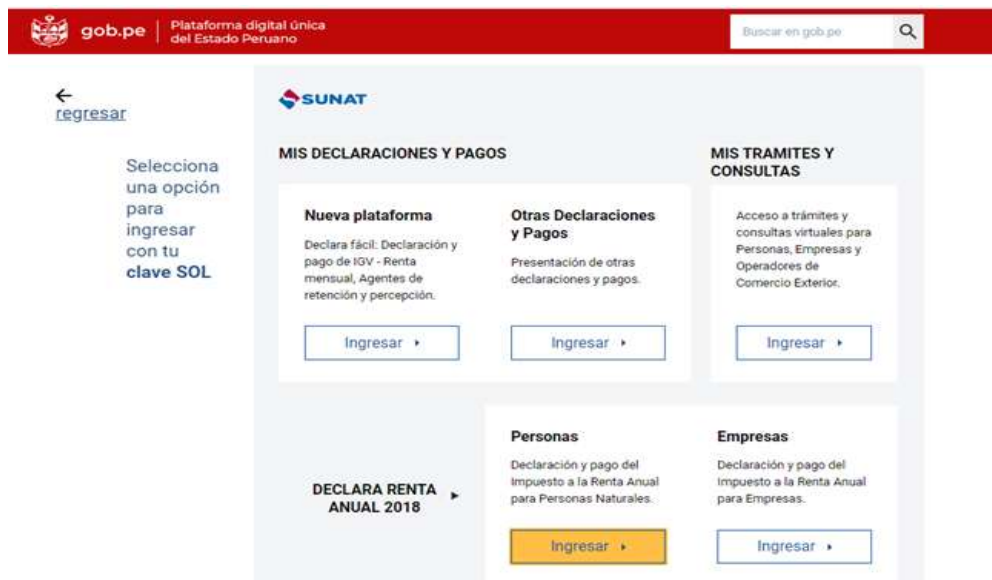 gob.pe
Plataforma digital única
del Estado Peruano
Buscar en gob.pe
regresar
Selecciona
una opción
para
ingresar
con tu
clave SOL
SUNAT
MIS DECLARACIONES Y PAGOS
Nueva plataforma
Declara fácil: Declaración y
pago de IGV - Renta
mensual, Agentes de
retención y percepción.
Ingresar
Otras Declaraciones
y Pagos
Presentación de otras
declaraciones y pagos.
Ingresar
MIS TRAMITES Y
CONSULTAS
Acceso a trámites y
consultas virtuales para
Personas, Empresas y
Operadores de
Comercio Exterior.
Ingresar
DECLARA RENTA
ANUAL 2018
Personas
Declaración y pago del
Impuesto a la Renta Anual
para Personas Naturales.
Ingresar
Empresas
Declaración y pago del
Impuesto a la Renta Anual
para Empresas.
Ingresar